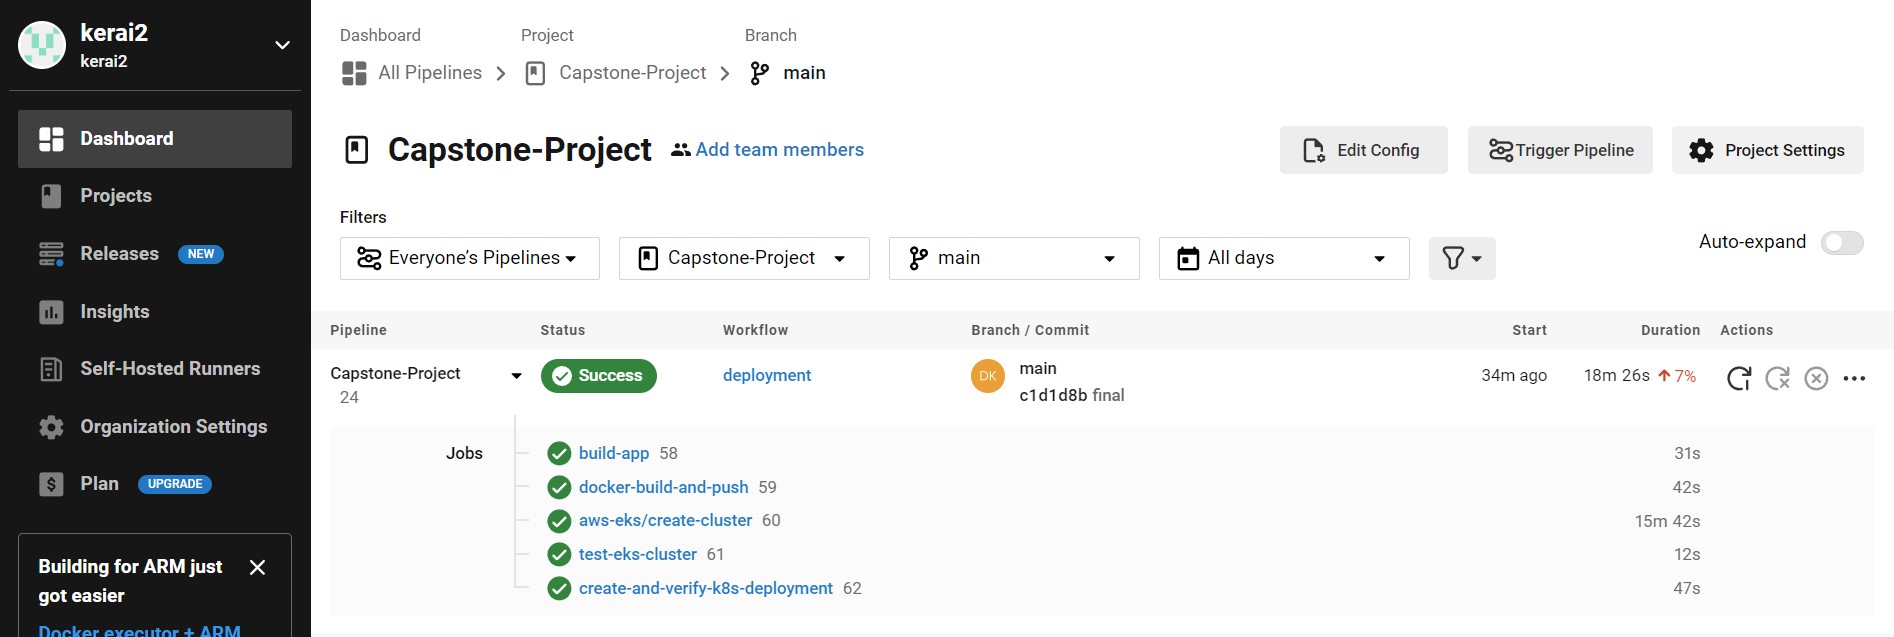 kerai2
kerai2
Dashboard
Projects
Releases NEW
Insights
Self-Hosted Runners
Organization Settings
Plan UPGRADE
Building for ARM just
got easier
Docker executor + ARM
Dashboard Project Branch
All Pipelines Capstone-Project main
Capstone-Project Add team members
Edit Config Trigger Pipeline Project Settings
Filters
Everyone’s Pipelines Capstone-Project main All days Auto-expand
Pipeline Status Workflow Branch / Commit Start Duration Actions
Capstone-Project Success deployment DK main 34m ago 18m 26s 7%
24 c1d1d8b final
Jobs build-app 58 31s
docker-build-and-push 59 42s
aws-eks/create-cluster 60 15m 42s
test-eks-cluster 61 12s
create-and-verify-k8s-deployment 62 47s